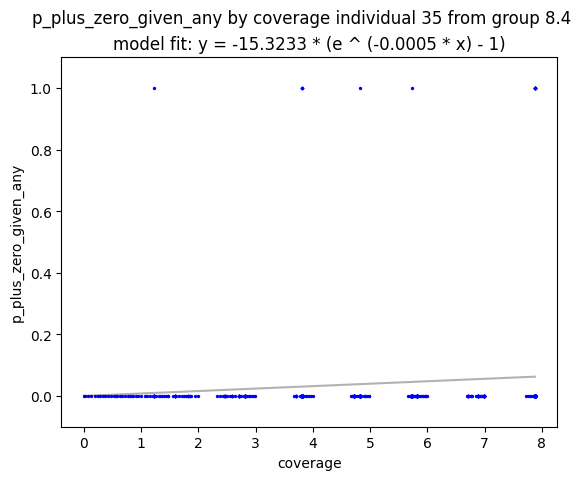 p_plus_zero_given_any by coverage individual 35 from group 8.4
model fit: y = -15.3233 * (e ^ (-0.0005 * x) - 1)
p_plus_zero_given_any
1.0
0.8
0.6
0.4
0.2
0.0
0 1 2 3 4 5 6 7 8
coverage